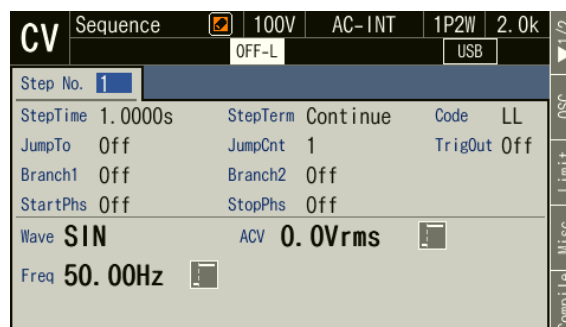 CV Sequence 100V AC-INT 1P2W 2.0k
OFF-L USB
Step No. 1
StepTime 1.0000s StepTerm Continue Code LL
JumpTo Off JumpCnt 1 TrigOut Off
Branch1 Off Branch2 Off
StartPhs Off StopPhs Off
Wave SIN ACV 0.0Vrms
Freq 50.00Hz
▼1/2
OSC
Limit
Misc
Compile